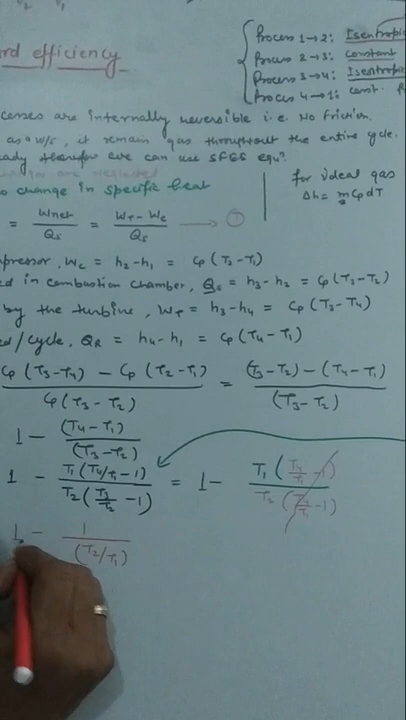 Process 1→2: Isentropic
Process 2→3: Constant
Process 3→4: Isentropic
Process 4→1: const.
rd efficiency
cesses are internally reversible i.e. No friction.
as W/S, it remain gas throughout the entire cycle.
eady therefor we can use SFEE equⁿ.
are neglected
o change in specific heat
for ideal gas
Δh = mCpdT
= Wnet/Qs = (WT - Wc)/Qs → ①
pressor, Wc = h2-h1 = Cp(T2-T1)
ed in combustion chamber, Qs = h3-h2 = Cp(T3-T2)
by the turbine, WT = h3-h4 = Cp(T3-T4)
ed/cycle, QR = h4-h1 = Cp(T4-T1)
Cp(T3-T4) - Cp(T2-T1) / Cp(T3-T2) = (T3-T2) - (T4-T1) / (T3-T2)
1 - (T4-T1)/(T3-T2)
1 - T1(T4/T1-1) / T2(T3/T2-1) = 1 - T1(T4/T1-1) / T2(T3/T2-1)
1 - 1/(T2/T1)